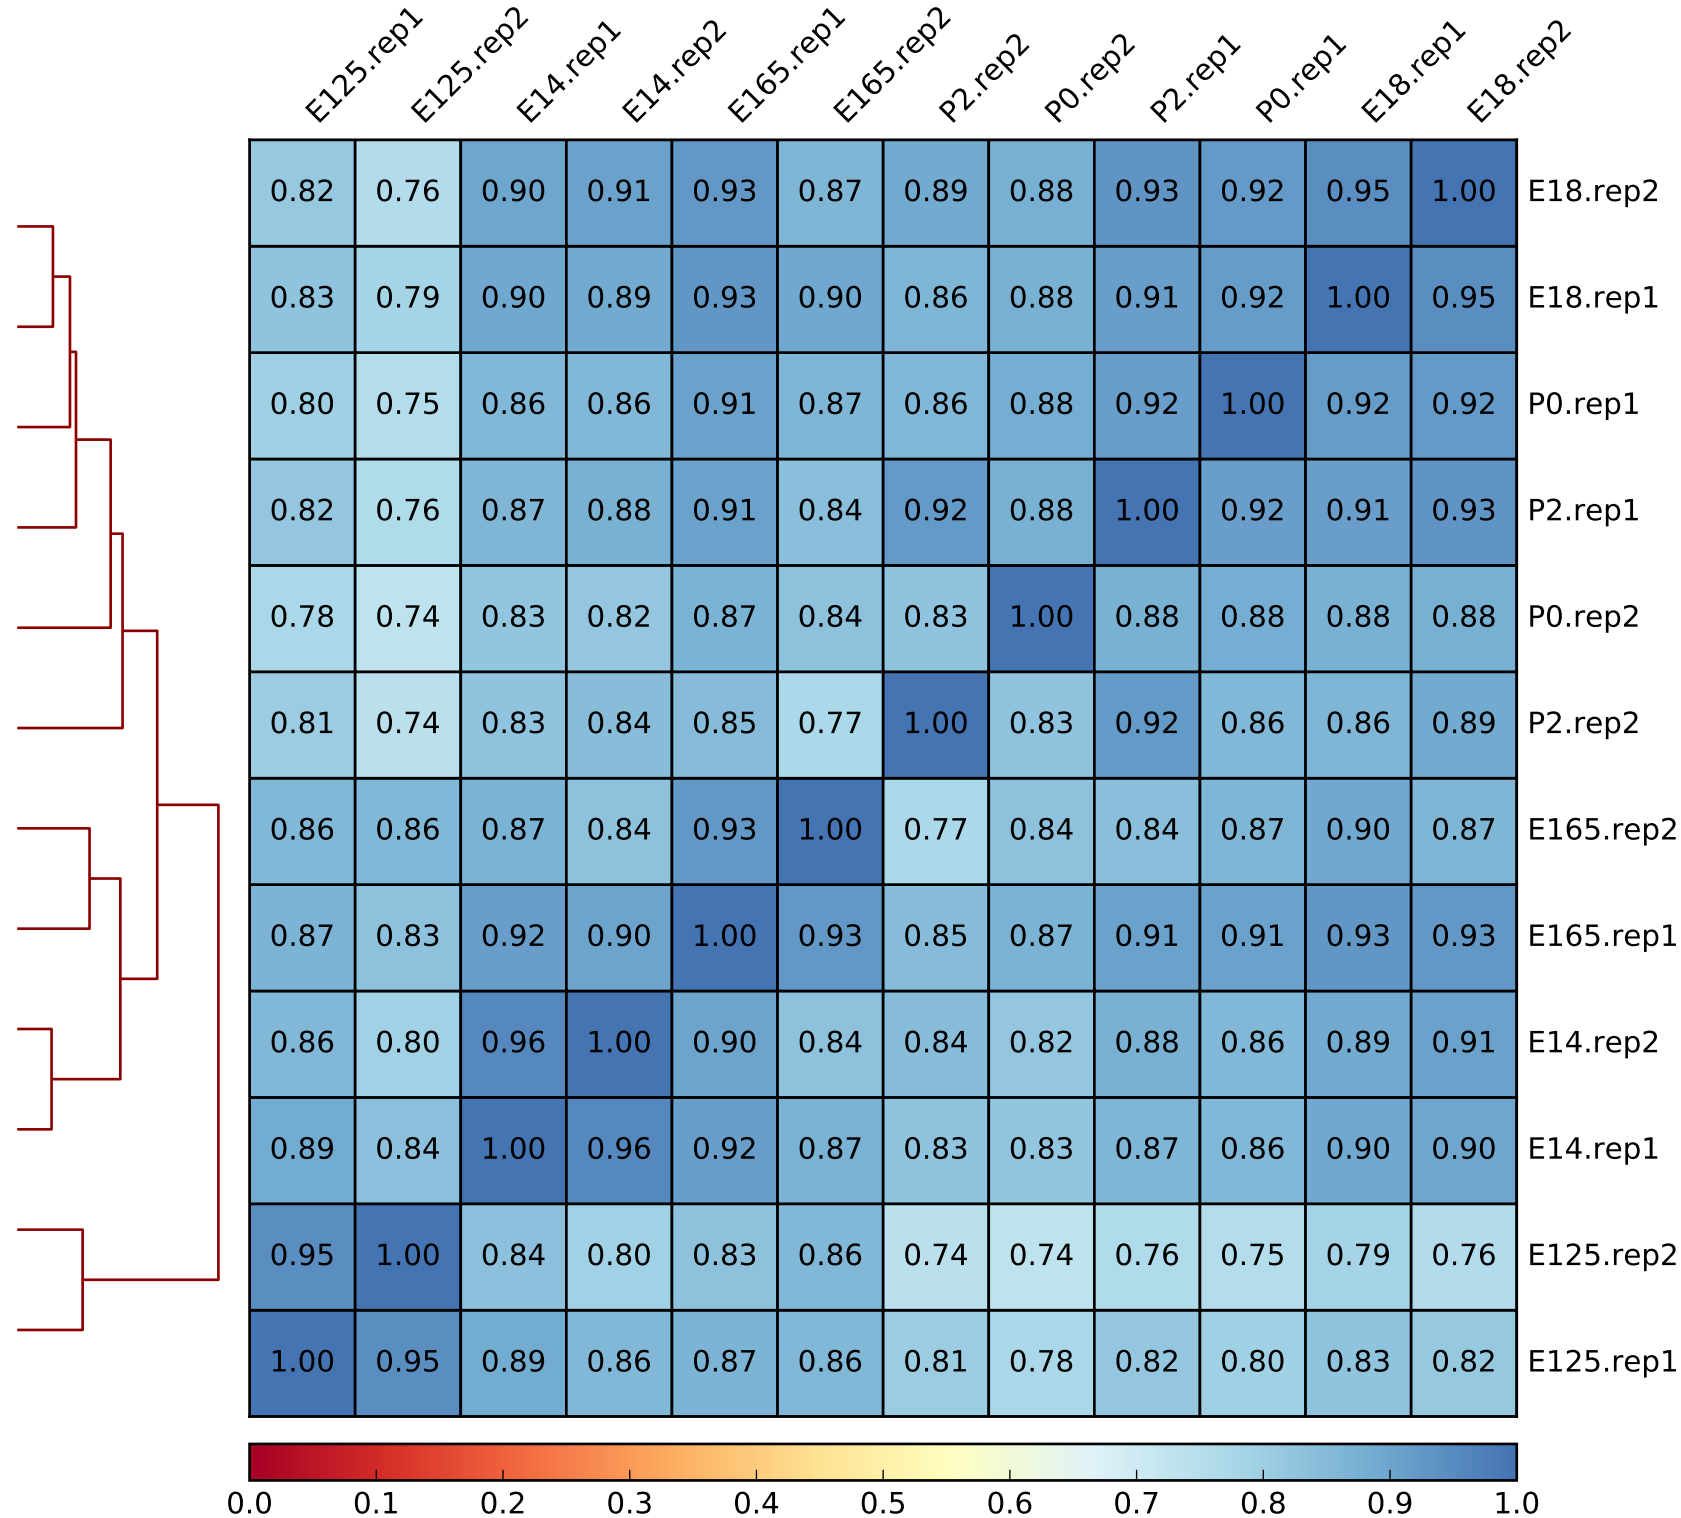 E125.rep1 E125.rep2 E14.rep1 E14.rep2 E165.rep1 E165.rep2 P2.rep2 P0.rep2 P2.rep1 P0.rep1 E18.rep1 E18.rep2
0.82 0.76 0.90 0.91 0.93 0.87 0.89 0.88 0.93 0.92 0.95 1.00 E18.rep2
0.83 0.79 0.90 0.89 0.93 0.90 0.86 0.88 0.91 0.92 1.00 0.95 E18.rep1
0.80 0.75 0.86 0.86 0.91 0.87 0.86 0.88 0.92 1.00 0.92 0.92 P0.rep1
0.82 0.76 0.87 0.88 0.91 0.84 0.92 0.88 1.00 0.92 0.91 0.93 P2.rep1
0.78 0.74 0.83 0.82 0.87 0.84 0.83 1.00 0.88 0.88 0.88 0.88 P0.rep2
0.81 0.74 0.83 0.84 0.85 0.77 1.00 0.83 0.92 0.86 0.86 0.89 P2.rep2
0.86 0.86 0.87 0.84 0.93 1.00 0.77 0.84 0.84 0.87 0.90 0.87 E165.rep2
0.87 0.83 0.92 0.90 1.00 0.93 0.85 0.87 0.91 0.91 0.93 0.93 E165.rep1
0.86 0.80 0.96 1.00 0.90 0.84 0.84 0.82 0.88 0.86 0.89 0.91 E14.rep2
0.89 0.84 1.00 0.96 0.92 0.87 0.83 0.83 0.87 0.86 0.90 0.90 E14.rep1
0.95 1.00 0.84 0.80 0.83 0.86 0.74 0.74 0.76 0.75 0.79 0.76 E125.rep2
1.00 0.95 0.89 0.86 0.87 0.86 0.81 0.78 0.82 0.80 0.83 0.82 E125.rep1
0.0 0.1 0.2 0.3 0.4 0.5 0.6 0.7 0.8 0.9 1.0